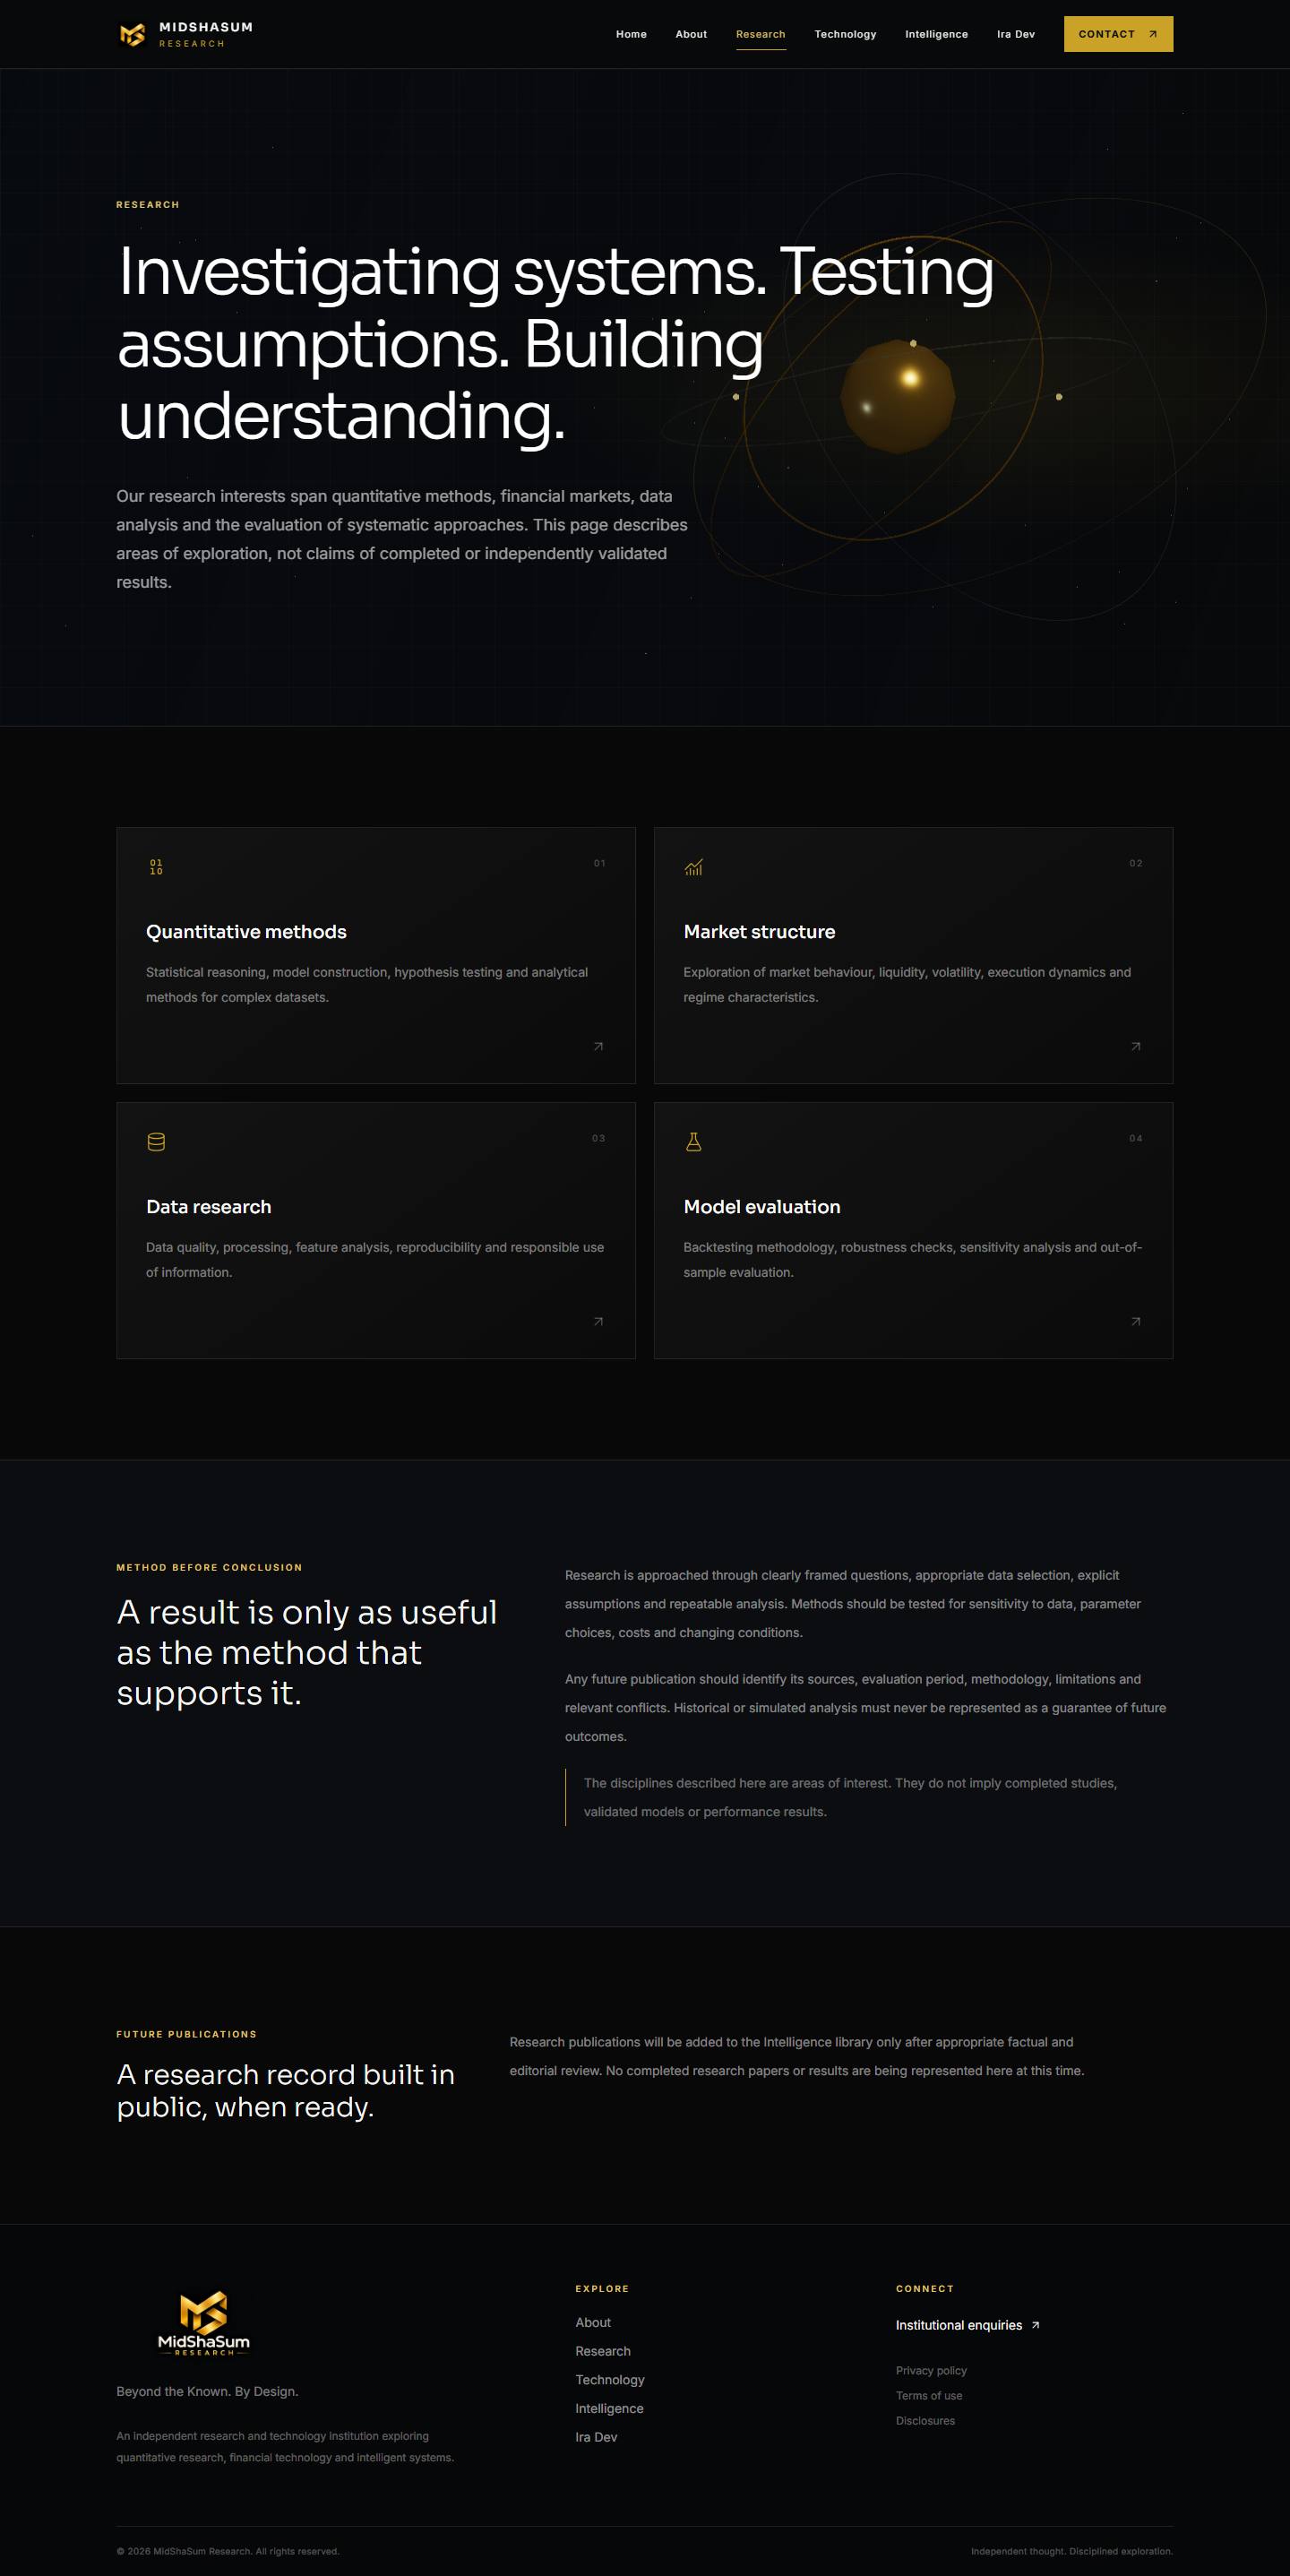 MIDSHASUM
RESEARCH
Home About Research Technology Intelligence Ira Dev CONTACT
RESEARCH
Investigating systems. Testing
assumptions. Building
understanding.
Our research interests span quantitative methods, financial markets, data
analysis and the evaluation of systematic approaches. This page describes
areas of exploration, not claims of completed or independently validated
results.
01
10
01
Quantitative methods
Statistical reasoning, model construction, hypothesis testing and analytical
methods for complex datasets.
02
Market structure
Exploration of market behaviour, liquidity, volatility, execution dynamics and
regime characteristics.
03
Data research
Data quality, processing, feature analysis, reproducibility and responsible use
of information.
04
Model evaluation
Backtesting methodology, robustness checks, sensitivity analysis and out-of-
sample evaluation.
METHOD BEFORE CONCLUSION
A result is only as useful
as the method that
supports it.
Research is approached through clearly framed questions, appropriate data selection, explicit
assumptions and repeatable analysis. Methods should be tested for sensitivity to data, parameter
choices, costs and changing conditions.
Any future publication should identify its sources, evaluation period, methodology, limitations and
relevant conflicts. Historical or simulated analysis must never be represented as a guarantee of future
outcomes.
The disciplines described here are areas of interest. They do not imply completed studies,
validated models or performance results.
FUTURE PUBLICATIONS
A research record built in
public, when ready.
Research publications will be added to the Intelligence library only after appropriate factual and
editorial review. No completed research papers or results are being represented here at this time.
MidShaSum
RESEARCH
Beyond the Known. By Design.
An independent research and technology institution exploring
quantitative research, financial technology and intelligent systems.
EXPLORE
About
Research
Technology
Intelligence
Ira Dev
CONNECT
Institutional enquiries
Privacy policy
Terms of use
Disclosures
© 2026 MidShaSum Research. All rights reserved.
Independent thought. Disciplined exploration.